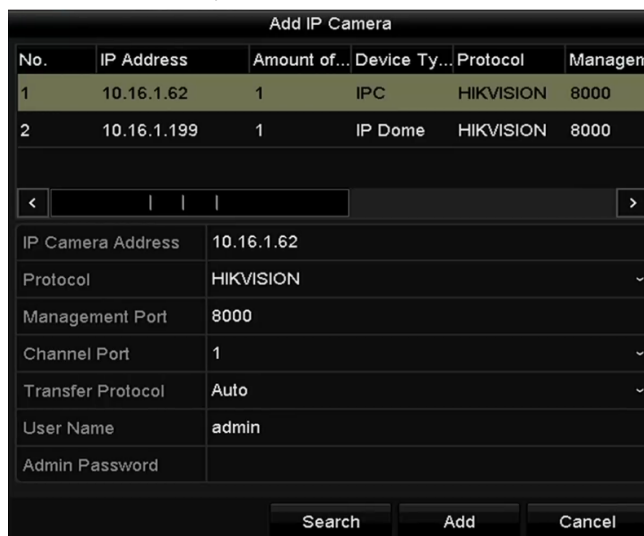 Add IP Camera
No. IP Address Amount of... Device Ty... Protocol Managen
1 10.16.1.62 1 IPC HIKVISION 8000
2 10.16.1.199 1 IP Dome HIKVISION 8000
IP Camera Address 10.16.1.62
Protocol HIKVISION
Management Port 8000
Channel Port 1
Transfer Protocol Auto
User Name admin
Admin Password
Search Add Cancel